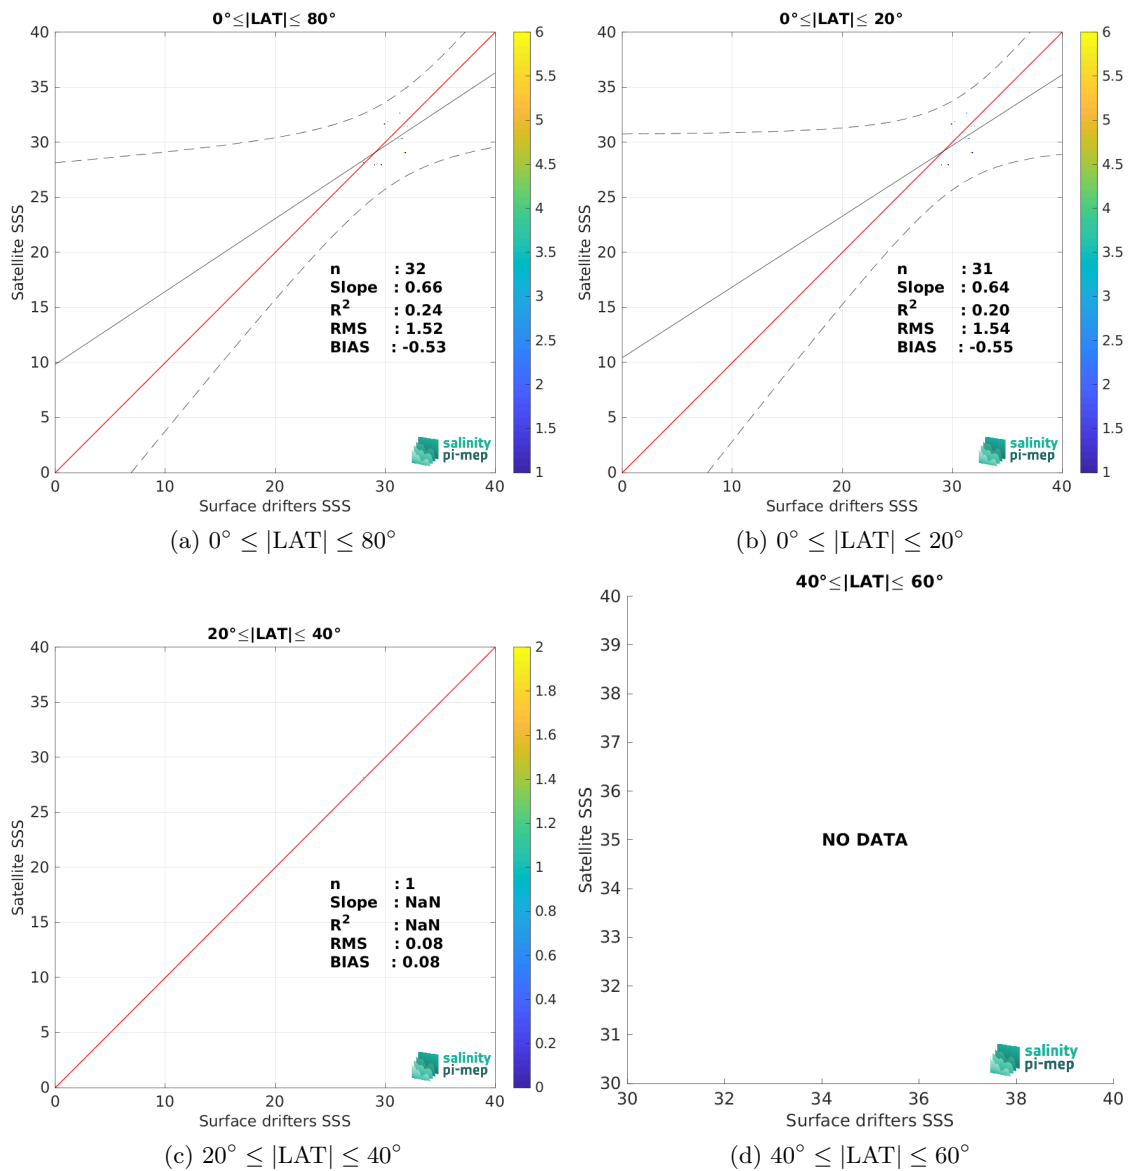 0°≤|LAT|≤ 80°
40
35
30
25
20
15
10
5
0
Satellite SSS
n : 32
Slope : 0.66
R² : 0.24
RMS : 1.52
BIAS : -0.53
salinity
pi-mep
0 10 20 30 40
Surface drifters SSS
6
5.5
5
4.5
4
3.5
3
2.5
2
1.5
1
(a) 0° ≤ |LAT| ≤ 80°
0°≤|LAT|≤ 20°
40
35
30
25
20
15
10
5
0
Satellite SSS
n : 31
Slope : 0.64
R² : 0.20
RMS : 1.54
BIAS : -0.55
salinity
pi-mep
0 10 20 30 40
Surface drifters SSS
6
5.5
5
4.5
4
3.5
3
2.5
2
1.5
1
(b) 0° ≤ |LAT| ≤ 20°
20°≤|LAT|≤ 40°
40
35
30
25
20
15
10
5
0
Satellite SSS
n : 1
Slope : NaN
R² : NaN
RMS : 0.08
BIAS : 0.08
salinity
pi-mep
0 10 20 30 40
Surface drifters SSS
2
1.8
1.6
1.4
1.2
1
0.8
0.6
0.4
0.2
0
(c) 20° ≤ |LAT| ≤ 40°
40°≤|LAT|≤ 60°
40
39
38
37
36
35
34
33
32
31
30
Satellite SSS
NO DATA
salinity
pi-mep
30 32 34 36 38 40
Surface drifters SSS
(d) 40° ≤ |LAT| ≤ 60°